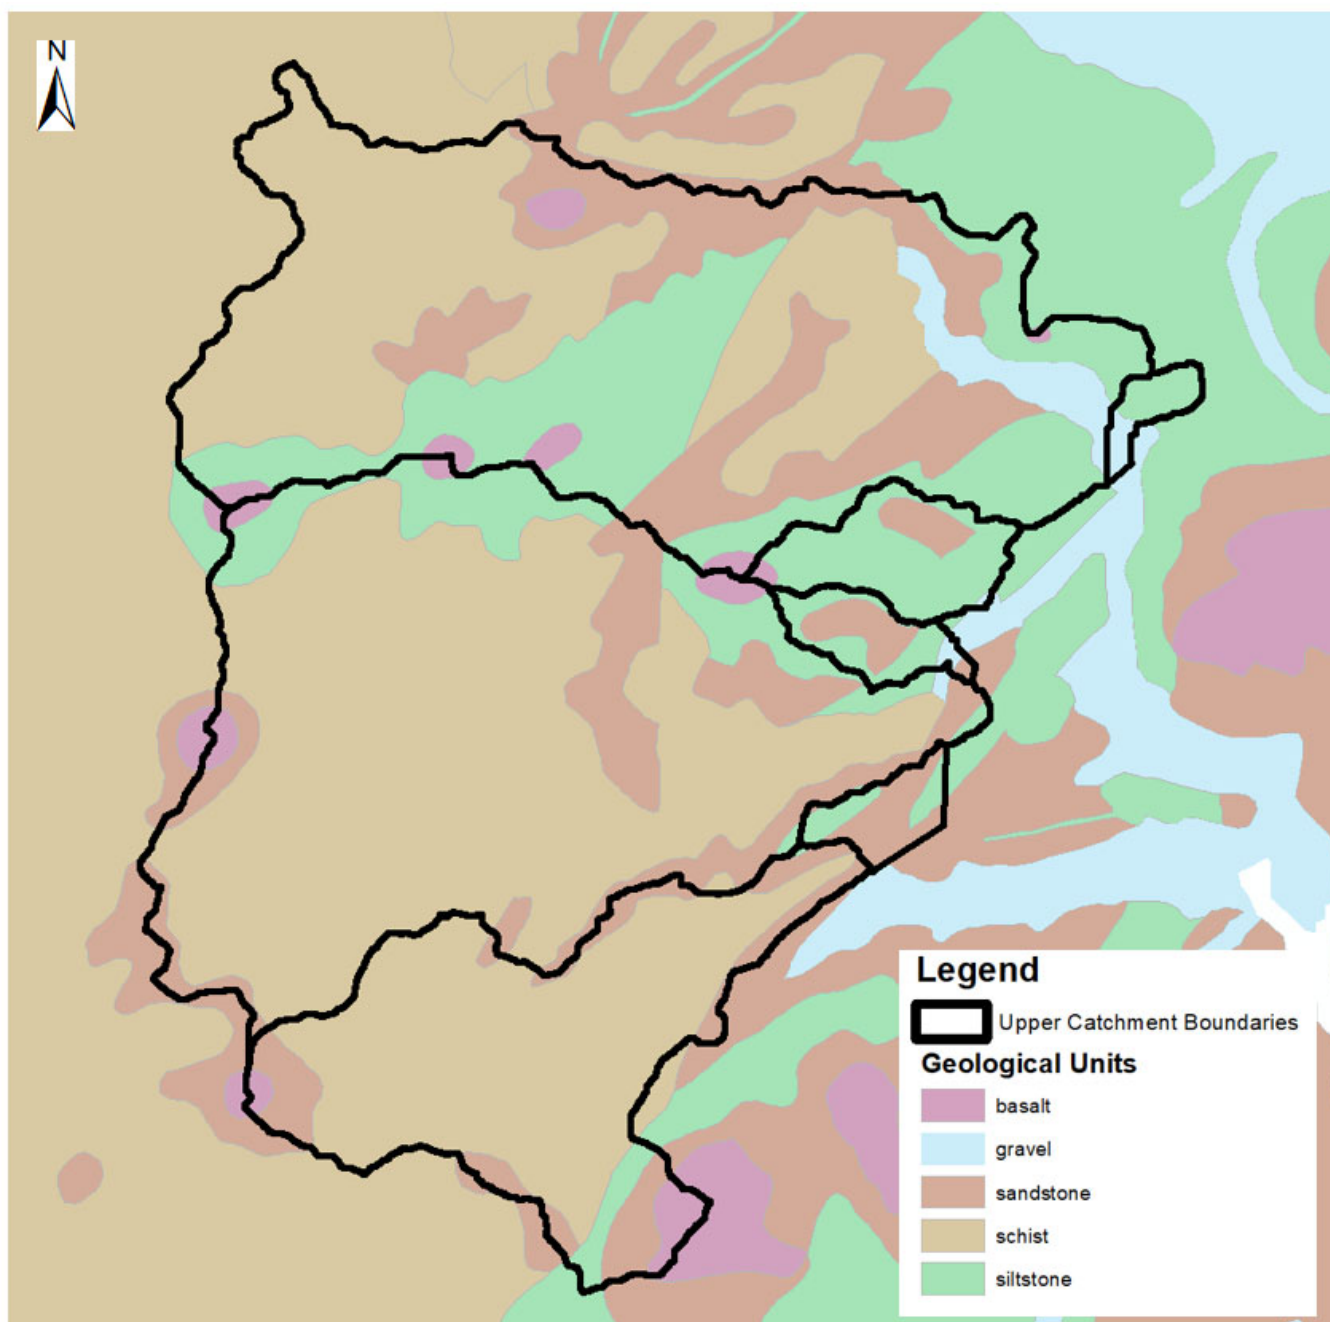 N
Legend
Upper Catchment Boundaries
Geological Units
basalt
gravel
sandstone
schist
siltstone